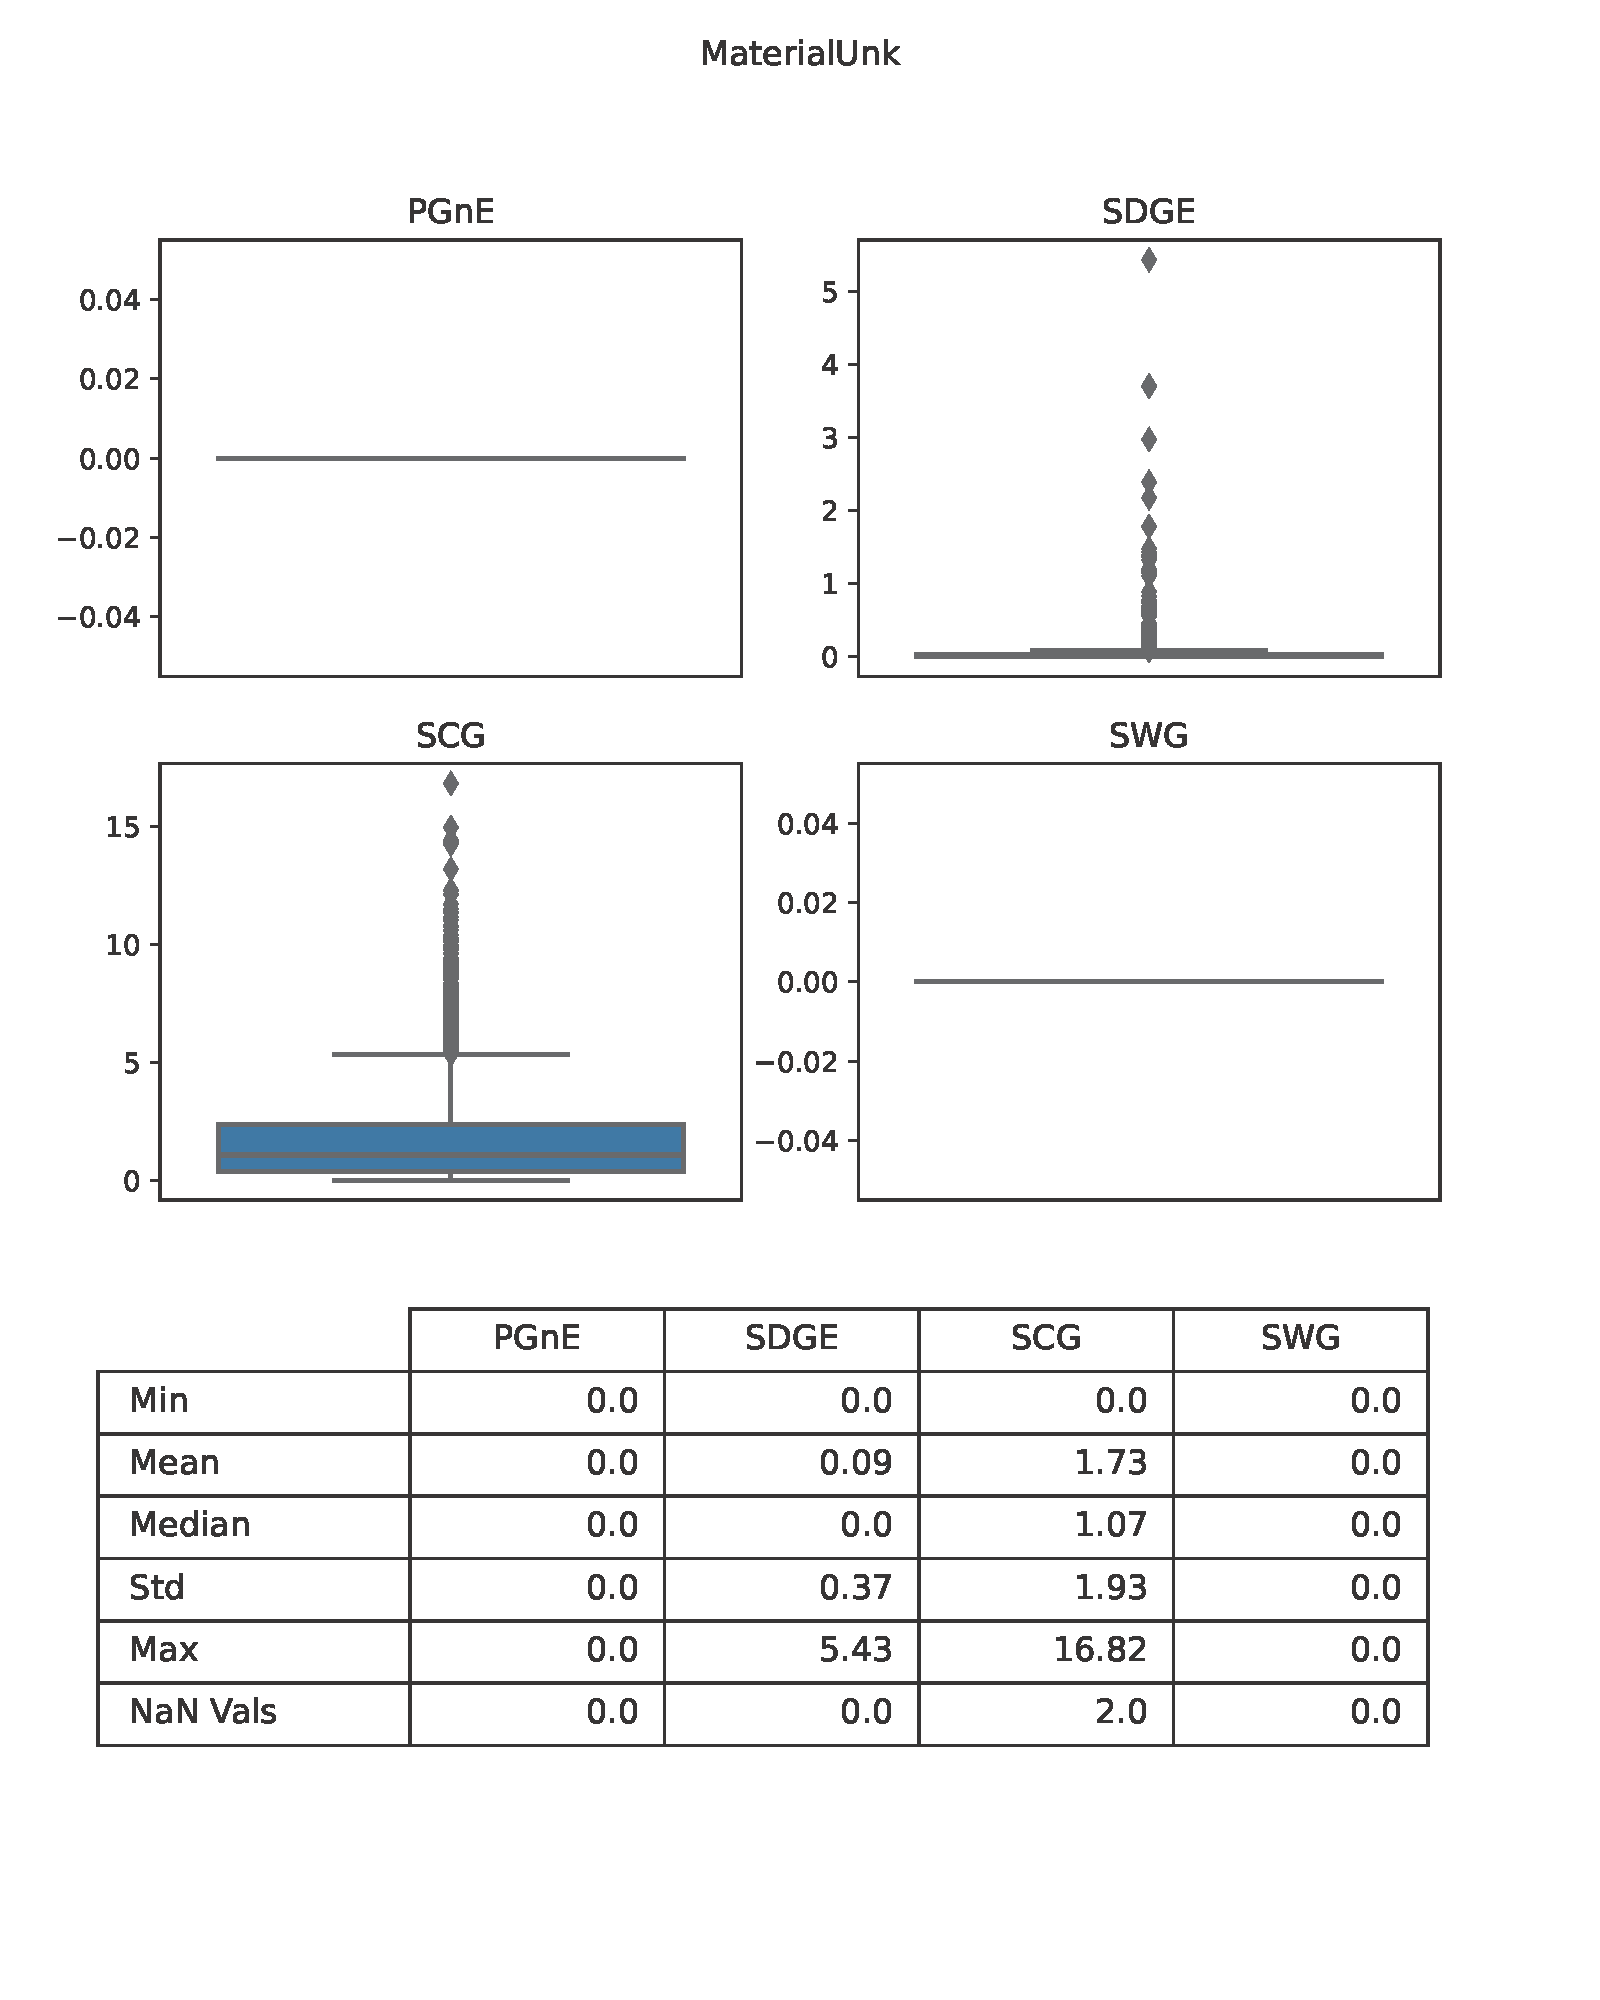 MaterialUnk
PGnE
0.04
0.02
0.00
−0.02
−0.04
SDGE
5
4
3
2
1
0
SCG
15
10
5
0
SWG
0.04
0.02
0.00
−0.02
−0.04
PGnE SDGE SCG SWG
Min 0.0 0.0 0.0 0.0
Mean 0.0 0.09 1.73 0.0
Median 0.0 0.0 1.07 0.0
Std 0.0 0.37 1.93 0.0
Max 0.0 5.43 16.82 0.0
NaN Vals 0.0 0.0 2.0 0.0